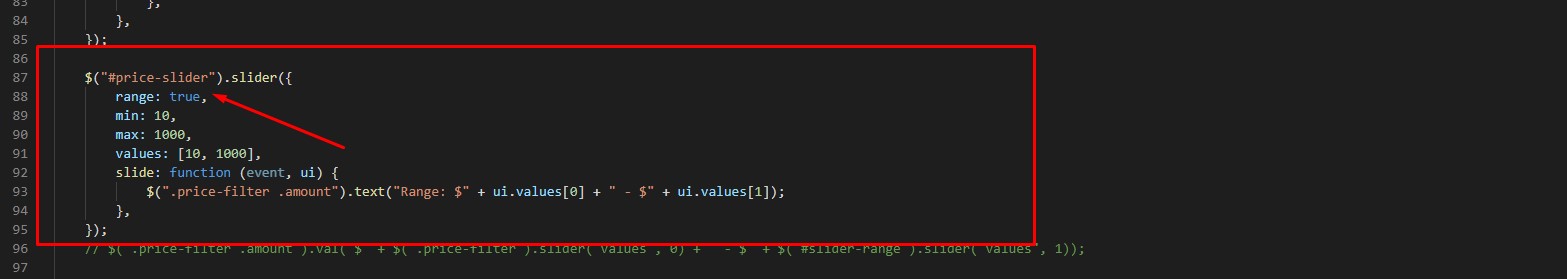 83 },
84 },
85 });
86
87 $("#price-slider").slider({
88 range: true,
89 min: 10,
90 max: 1000,
91 values: [10, 1000],
92 slide: function (event, ui) {
93 $(".price-filter .amount").text("Range: $" + ui.values[0] + " - $" + ui.values[1]);
94 },
95 });
96 // $( .price-filter .amount ).val( $ + $( .price-filter ).slider( values , 0) + - $ + $( #slider-range ).slider( values", 1));
97